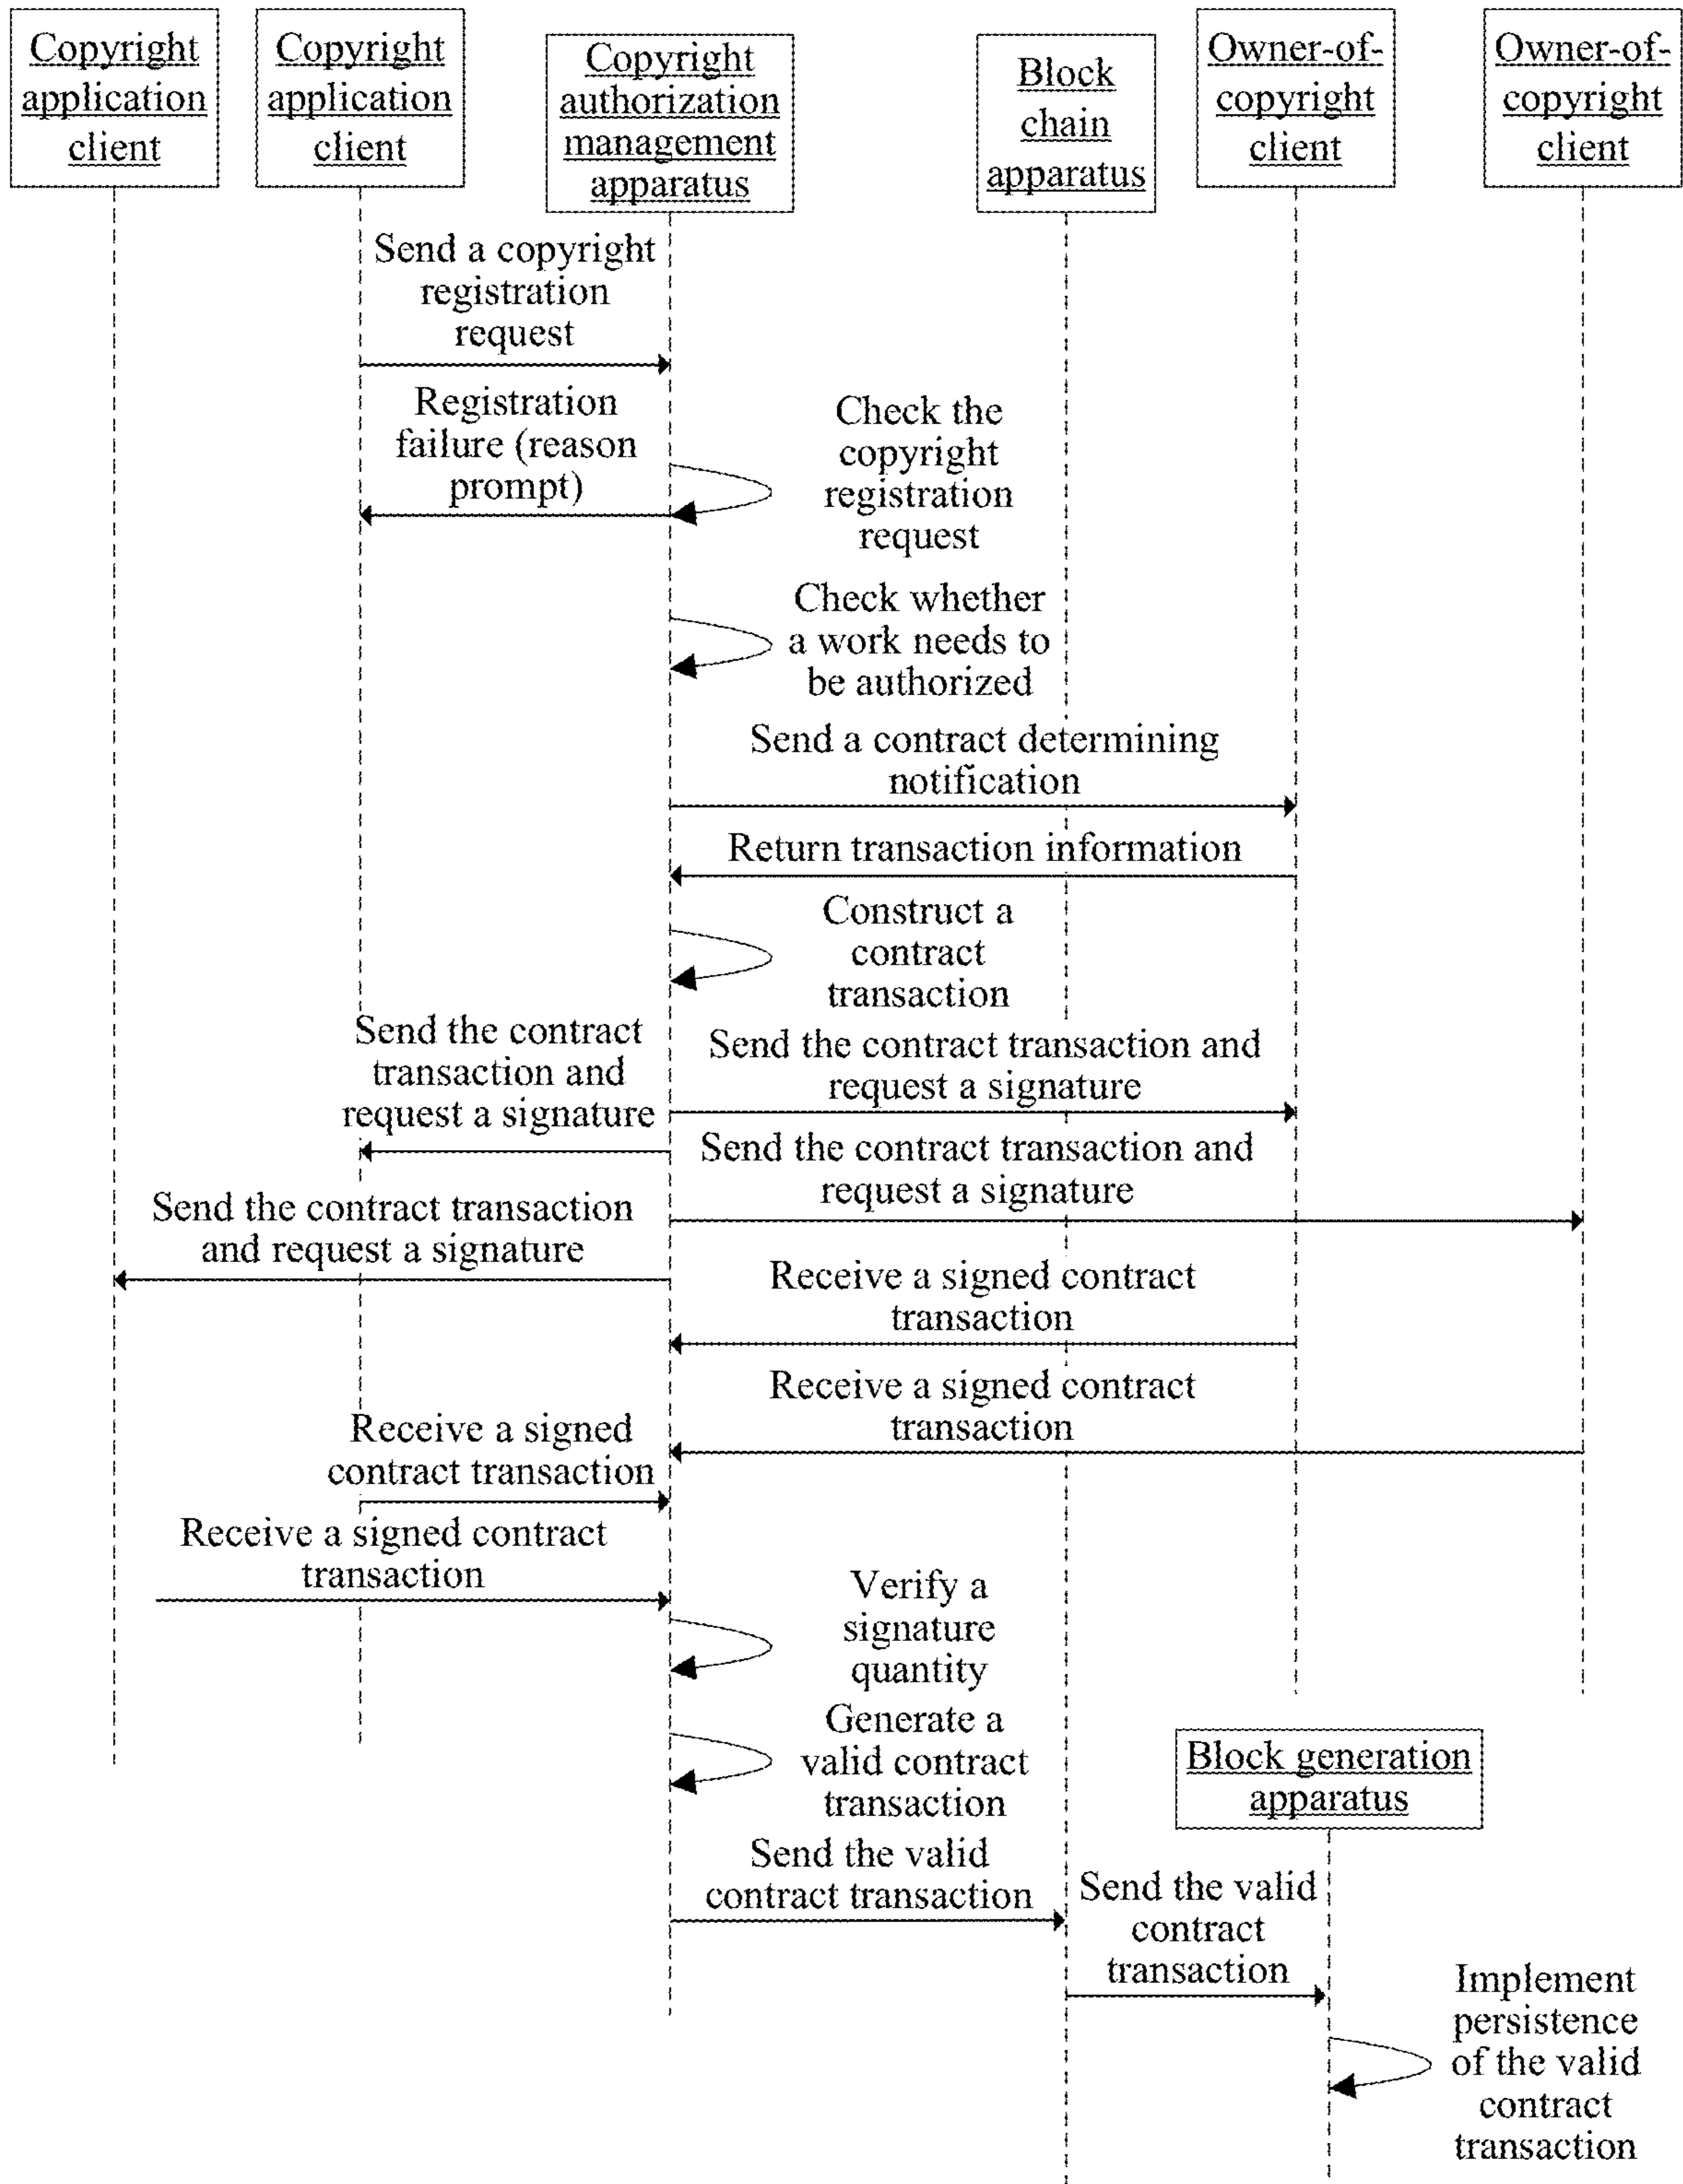 Copyright
application
client
Copyright
application
client
Copyright
authorization
management
apparatus
Block
chain
apparatus
Owner-of-
copyright
client
Owner-of-
copyright
client
Send a copyright
registration
request
Registration
failure (reason
prompt)
Check the
copyright
registration
request
Check whether
a work needs to
be authorized
Send a contract determining
notification
Return transaction information
Construct a
contract
transaction
Send the contract
transaction and
request a signature
Send the contract transaction and
request a signature
Send the contract transaction and
request a signature
Send the contract transaction
and request a signature
Receive a signed contract
transaction
Receive a signed contract
transaction
Receive a signed
contract transaction
Receive a signed contract
transaction
Verify a
signature
quantity
Generate a
valid contract
transaction
Block generation
apparatus
Send the valid
contract transaction
Send the valid
contract
transaction
Implement
persistence
of the valid
contract
transaction